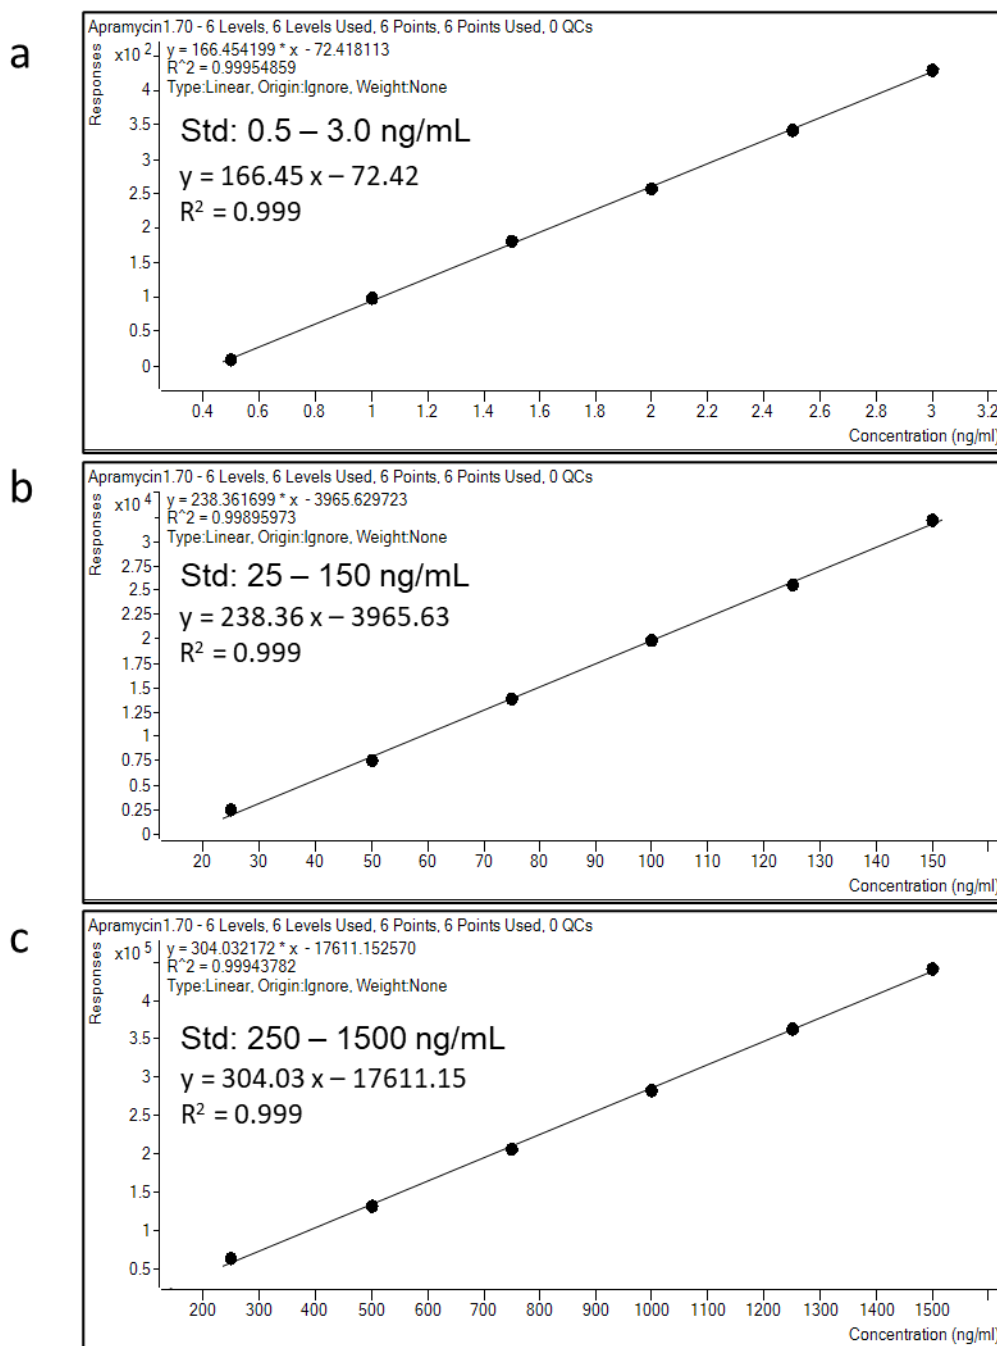 a
Apramycin1.70 - 6 Levels, 6 Levels Used, 6 Points, 6 Points Used, 0 QCs
y = 166.454199 * x - 72.418113
R^2 = 0.99954859
Type:Linear, Origin:Ignore, Weight:None
Std: 0.5 – 3.0 ng/mL
y = 166.45 x – 72.42
R² = 0.999
Responses
x10²
4
3.5
3
2.5
2
1.5
1
0.5
0
0.4 0.6 0.8 1 1.2 1.4 1.6 1.8 2 2.2 2.4 2.6 2.8 3 3.2
Concentration (ng/ml)
b
Apramycin1.70 - 6 Levels, 6 Levels Used, 6 Points, 6 Points Used, 0 QCs
y = 238.361699 * x - 3965.629723
R^2 = 0.99895973
Type:Linear, Origin:Ignore, Weight:None
Std: 25 – 150 ng/mL
y = 238.36 x – 3965.63
R² = 0.999
Responses
x10⁴
3
2.75
2.5
2.25
2
1.75
1.5
1.25
1
0.75
0.5
0.25
0
20 30 40 50 60 70 80 90 100 110 120 130 140 150
Concentration (ng/ml)
c
Apramycin1.70 - 6 Levels, 6 Levels Used, 6 Points, 6 Points Used, 0 QCs
y = 304.032172 * x - 17611.152570
R^2 = 0.99943782
Type:Linear, Origin:Ignore, Weight:None
Std: 250 – 1500 ng/mL
y = 304.03 x – 17611.15
R² = 0.999
Responses
x10⁵
4
3.5
3
2.5
2
1.5
1
0.5
200 300 400 500 600 700 800 900 1000 1100 1200 1300 1400 1500
Concentration (ng/ml)